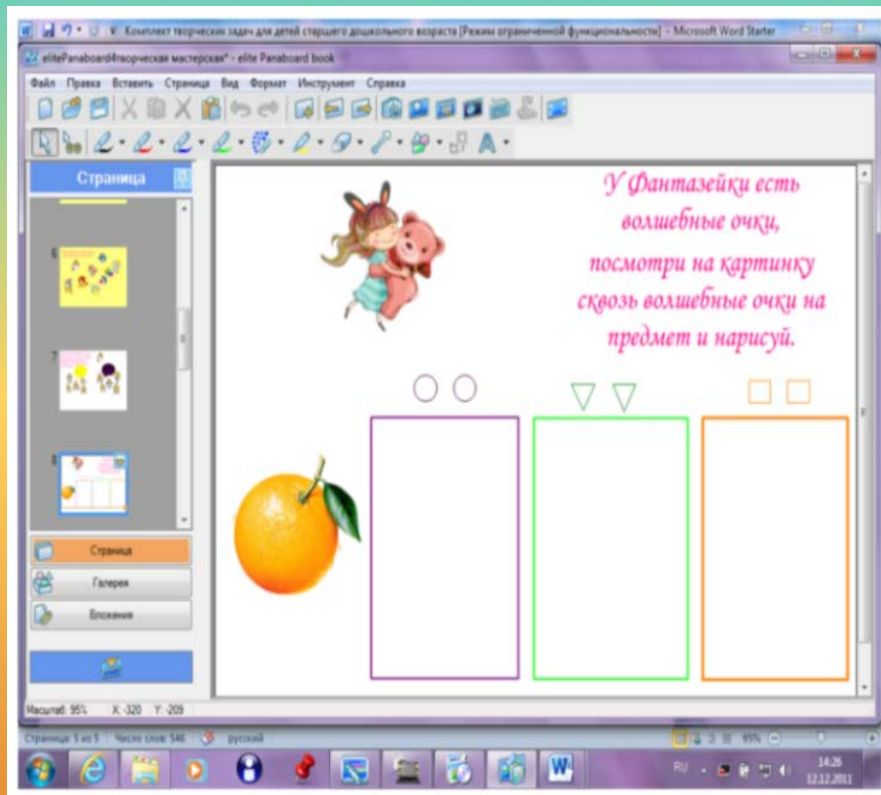 Комплект творческих задач для детей старшего дошкольного возраста [Режим ограниченной функциональности] - Microsoft Word Starter
elitePanaboard4творческая мастерская* - elite Panaboard book
Файл Правка Вставить Страница Вид Формат Инструмент Справка
Страница
6
7
8
Страница
Галерея
Вложения
У Фантазейки есть
волшебные очки,
посмотри на картинку
сквозь волшебные очки на
предмет и нарисуй.
Масштаб: 95% X: -320 Y: -209
Страница: 5 из 5 Число слов: 546 русский 95%
RU 14:26
12.12.2011